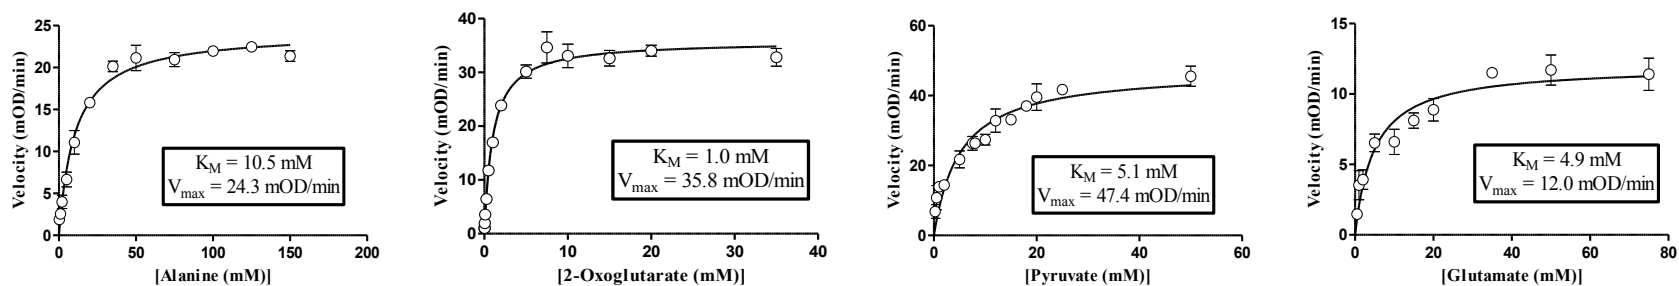 25
20
15
10
5
0
Velocity (mOD/min)
0 50 100 150 200
[Alanine (mM)]
K_M = 10.5 mM
V_max = 24.3 mOD/min
40
30
20
10
0
Velocity (mOD/min)
0 10 20 30 40
[2-Oxoglutarate (mM)]
K_M = 1.0 mM
V_max = 35.8 mOD/min
60
40
20
0
Velocity (mOD/min)
0 20 40 60
[Pyruvate (mM)]
K_M = 5.1 mM
V_max = 47.4 mOD/min
15
10
5
0
Velocity (mOD/min)
0 20 40 60 80
[Glutamate (mM)]
K_M = 4.9 mM
V_max = 12.0 mOD/min